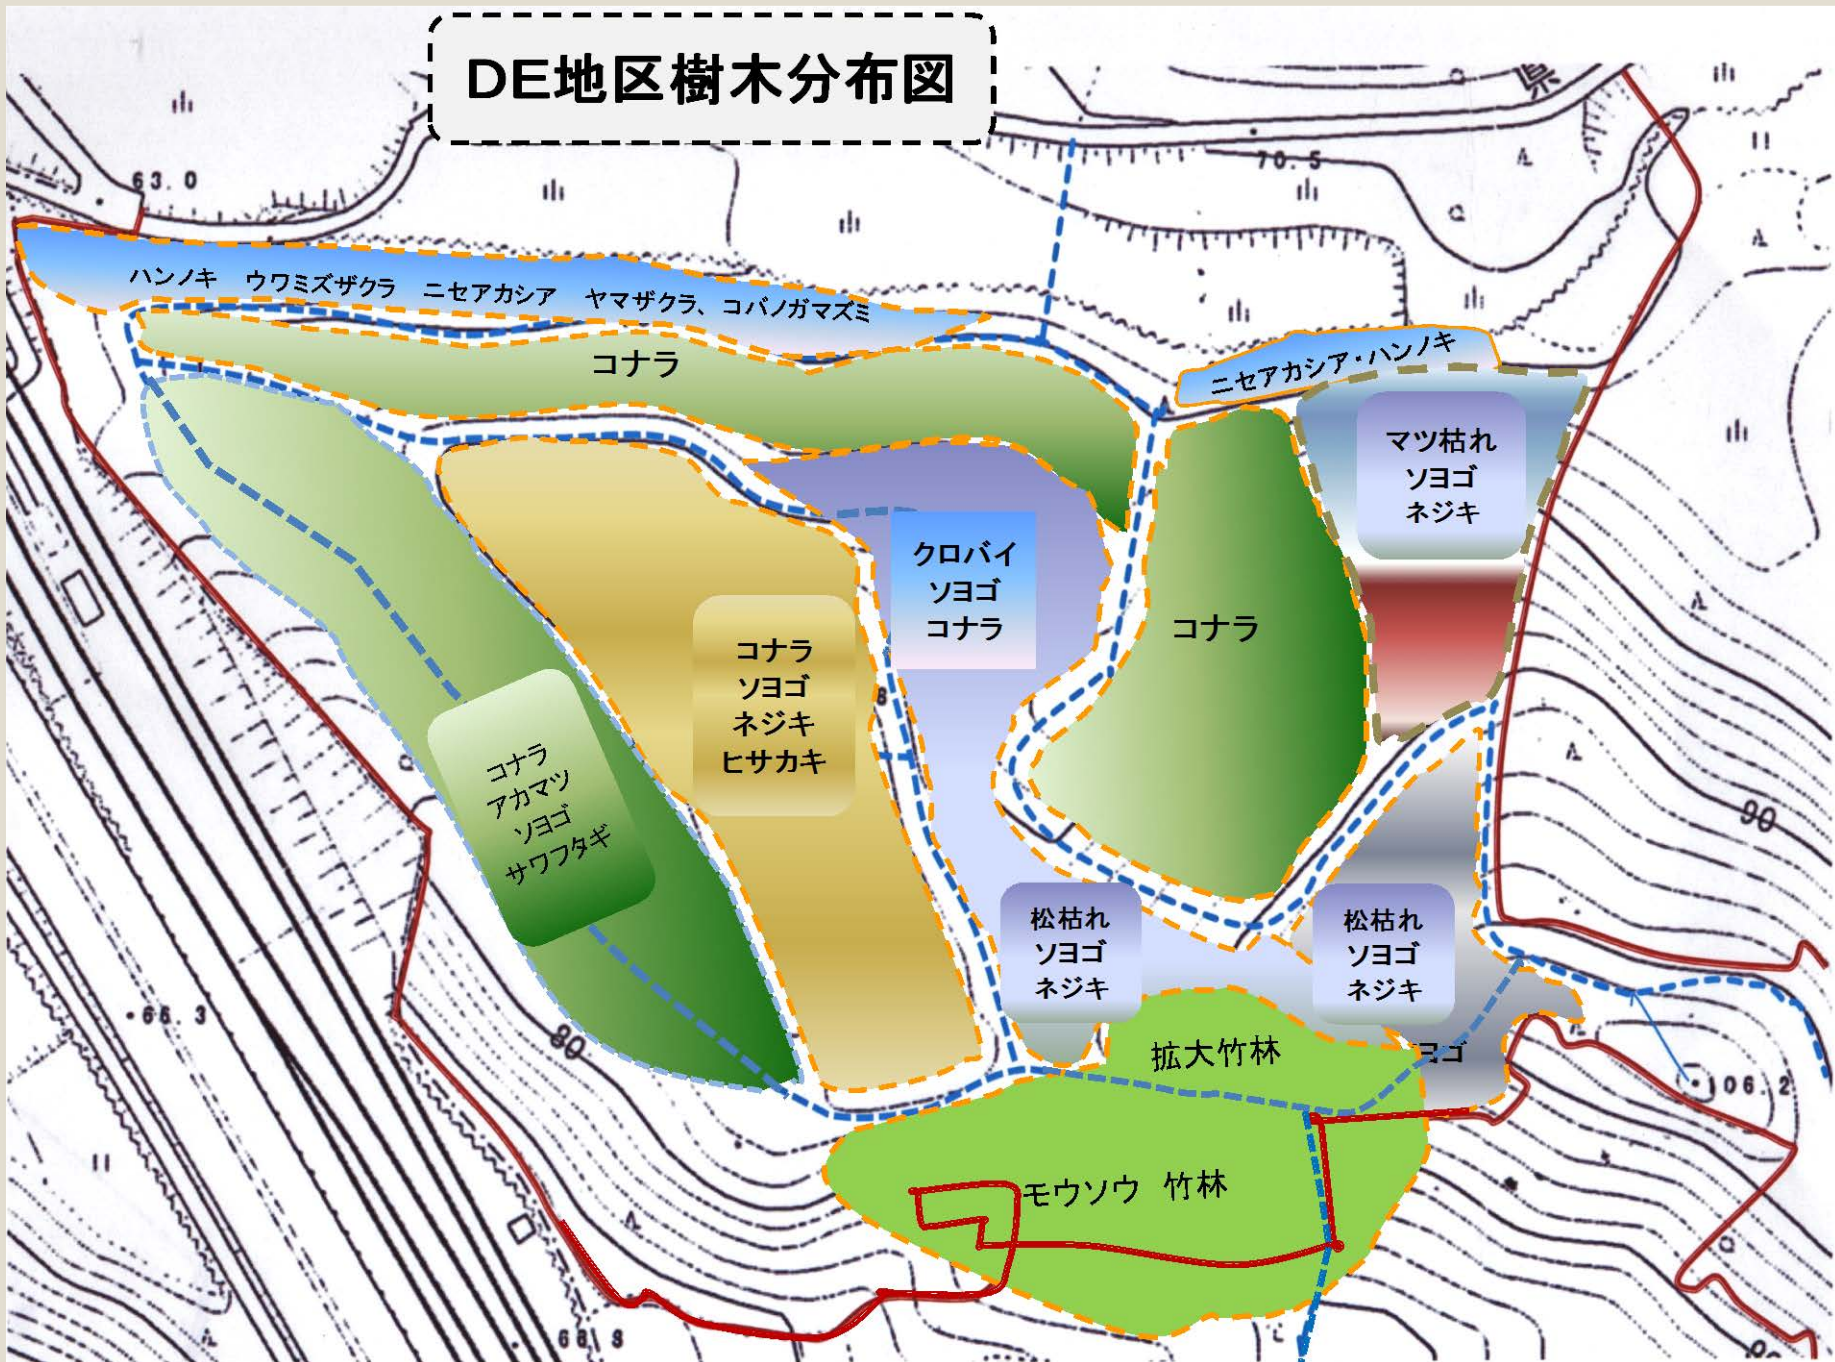 DE地区樹木分布図
63.0
70.5
ハンノキ ウワミズザクラ ニセアカシア ヤマザクラ、コバノガマズミ
コナラ
ニセアカシア・ハンノキ
マツ枯れ
ソヨゴ
ネジキ
クロバイ
ソヨゴ
コナラ
コナラ
コナラ
ソヨゴ
ネジキ
ヒサカキ
8
コナラ
アカマツ
ソヨゴ
サワフタギ
90
松枯れ
ソヨゴ
ネジキ
松枯れ
ソヨゴ
ネジキ
66.3
80
拡大竹林
ヨゴ
106.2
モウソウ 竹林